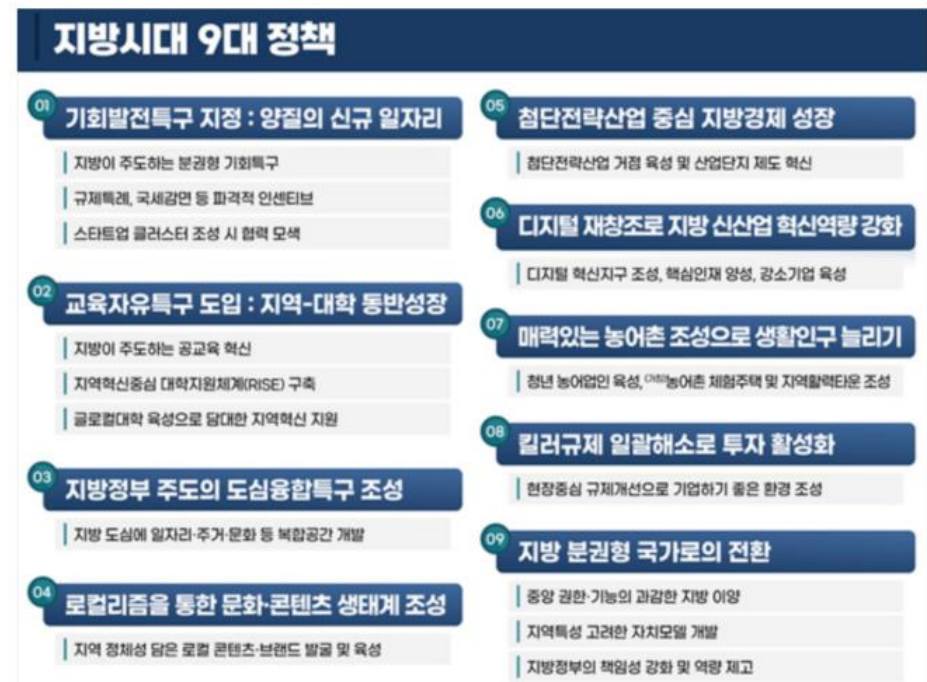 지방시대 9대 정책
01
기회발전특구 지정 : 양질의 신규 일자리
지방이 주도하는 분권형 기회특구
규제특례, 국세감면 등 파격적 인센티브
스타트업 클러스터 조성 시 협력 모색
02
교육자유특구 도입 : 지역-대학 동반성장
지방이 주도하는 공교육 혁신
지역혁신중심 대학지원체계(RISE) 구축
글로컬대학 육성으로 담대한 지역혁신 지원
03
지방정부 주도의 도심융합특구 조성
지방 도심에 일자리·주거·문화 등 복합공간 개발
04
로컬리즘을 통한 문화·콘텐츠 생태계 조성
지역 정체성 담은 로컬 콘텐츠·브랜드 발굴 및 육성
05
첨단전략산업 중심 지방경제 성장
첨단전략산업 거점 육성 및 산업단지 제도 혁신
06
디지털 재창조로 지방 신산업 혁신역량 강화
디지털 혁신지구 조성, 핵심인재 양성, 강소기업 육성
07
매력있는 농어촌 조성으로 생활인구 늘리기
청년 농어업인 육성, (가칭)농어촌 체험주택 및 지역활력타운 조성
08
킬러규제 일괄해소로 투자 활성화
현장중심 규제개선으로 기업하기 좋은 환경 조성
09
지방 분권형 국가로의 전환
중앙 권한·기능의 과감한 지방 이양
지역특성 고려한 자치모델 개발
지방정부의 책임성 강화 및 역량 제고